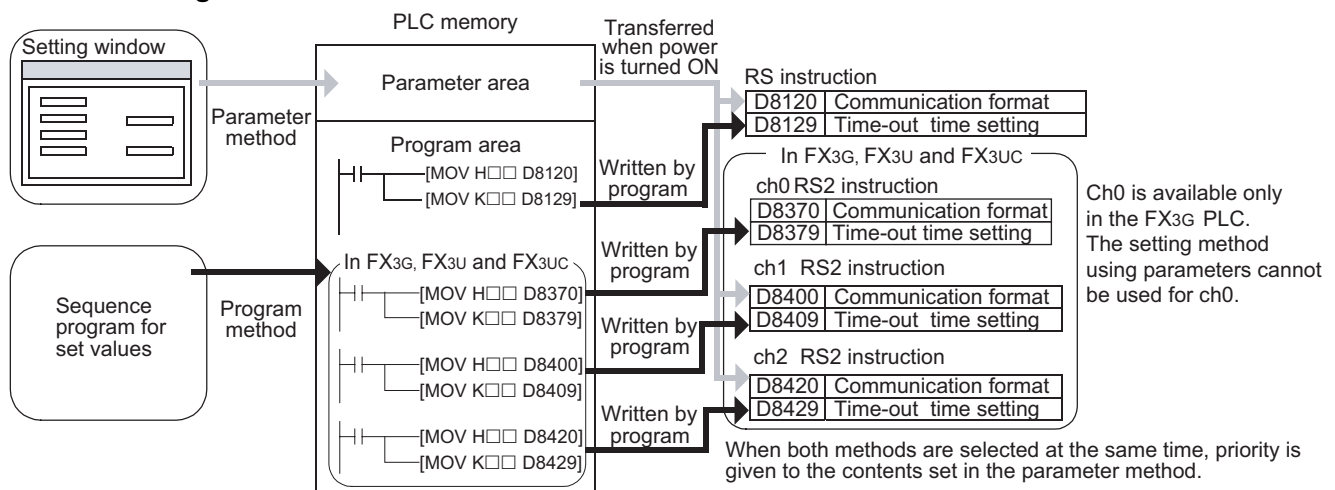 PLC memory
Setting window
Parameter
method
Parameter area
Transferred
when power
is turned ON
RS instruction
D8120 Communication format
D8129 Time-out time setting
Program area
[MOV H□□ D8120]
[MOV K□□ D8129]
Written by
program
In FX3G, FX3U and FX3UC
ch0 RS2 instruction
D8370 Communication format
D8379 Time-out time setting
Ch0 is available only
in the FX3G PLC.
The setting method
using parameters cannot
be used for ch0.
Sequence
program for
set values
Program
method
In FX3G, FX3U and FX3UC
[MOV H□□ D8370]
[MOV K□□ D8379]
Written by
program
ch1 RS2 instruction
D8400 Communication format
D8409 Time-out time setting
[MOV H□□ D8400]
[MOV K□□ D8409]
Written by
program
ch2 RS2 instruction
D8420 Communication format
D8429 Time-out time setting
[MOV H□□ D8420]
[MOV K□□ D8429]
Written by
program
When both methods are selected at the same time, priority is
given to the contents set in the parameter method.